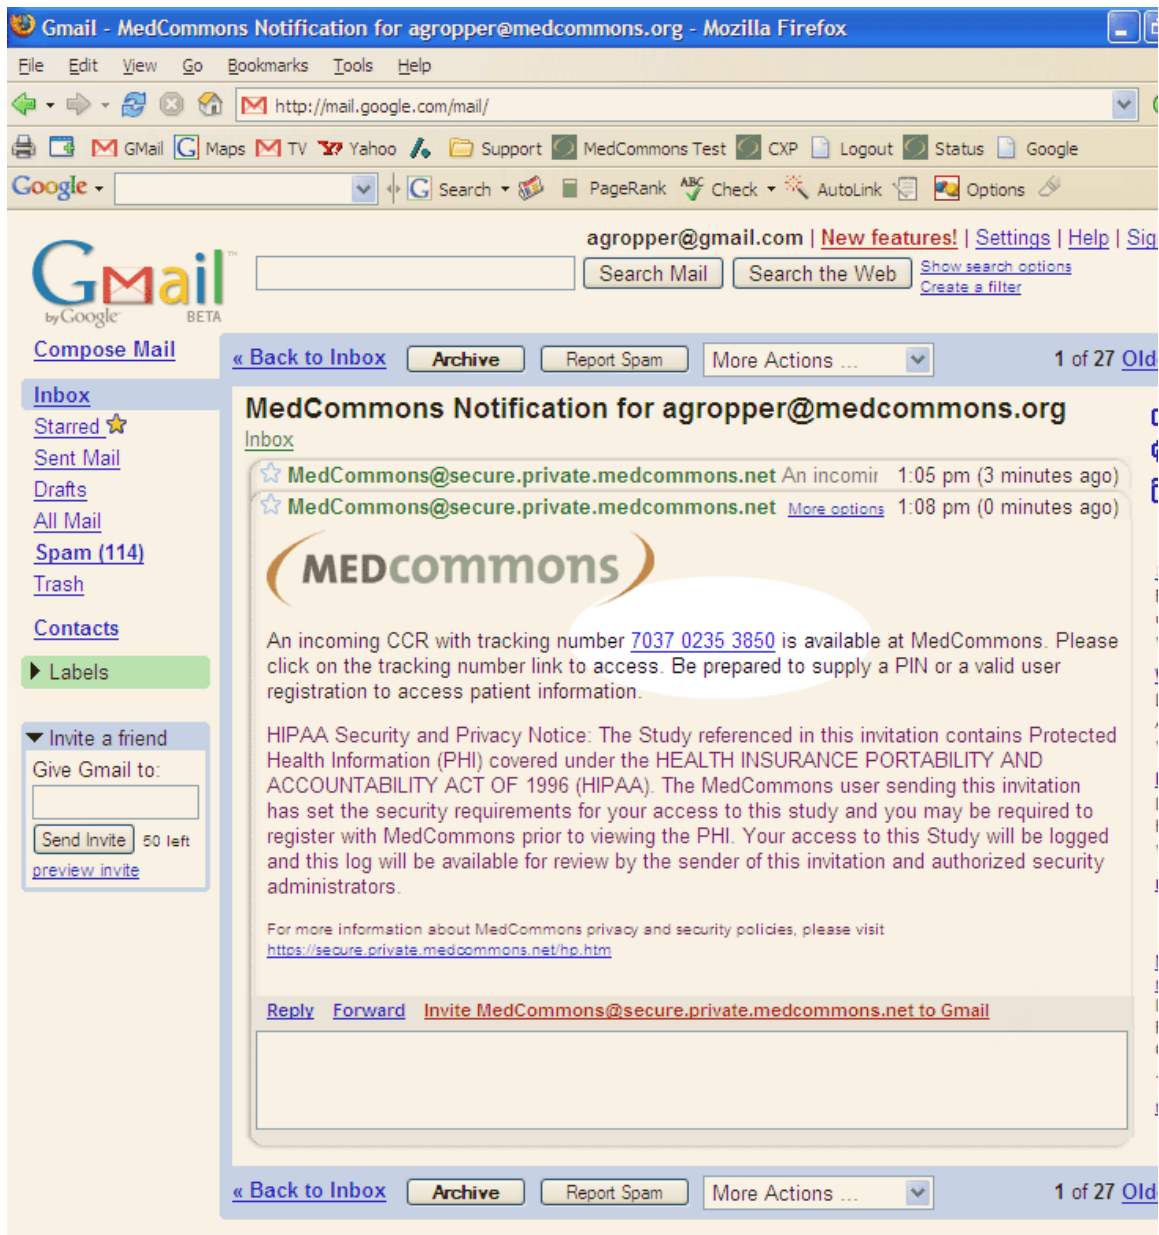 Gmail - MedCommons Notification for agropper@medcommons.org - Mozilla Firefox
File Edit View Go Bookmarks Tools Help
http://mail.google.com/mail/
GMail Maps TV Yahoo Support MedCommons Test CXP Logout Status Google
Google Search PageRank ABC Check AutoLink Options
agropper@gmail.com | New features! | Settings | Help | Sig
Gmail™ by Google BETA
Search Mail Search the Web Show search options
Create a filter
Compose Mail
« Back to Inbox Archive Report Spam More Actions ... 1 of 27 Old
Inbox
Starred
Sent Mail
Drafts
All Mail
Spam (114)
Trash
Contacts
Labels
Invite a friend
Give Gmail to:
Send Invite 50 left
preview invite
MedCommons Notification for agropper@medcommons.org
Inbox
MedCommons@secure.private.medcommons.net An incomin 1:05 pm (3 minutes ago)
MedCommons@secure.private.medcommons.net More options 1:08 pm (0 minutes ago)
MEDcommons
An incoming CCR with tracking number 7037 0235 3850 is available at MedCommons. Please
click on the tracking number link to access. Be prepared to supply a PIN or a valid user
registration to access patient information.
HIPAA Security and Privacy Notice: The Study referenced in this invitation contains Protected
Health Information (PHI) covered under the HEALTH INSURANCE PORTABILITY AND
ACCOUNTABILITY ACT OF 1996 (HIPAA). The MedCommons user sending this invitation
has set the security requirements for your access to this study and you may be required to
register with MedCommons prior to viewing the PHI. Your access to this Study will be logged
and this log will be available for review by the sender of this invitation and authorized security
administrators.
For more information about MedCommons privacy and security policies, please visit
https://secure.private.medcommons.net/hp.htm
Reply Forward Invite MedCommons@secure.private.medcommons.net to Gmail
« Back to Inbox Archive Report Spam More Actions ... 1 of 27 Old